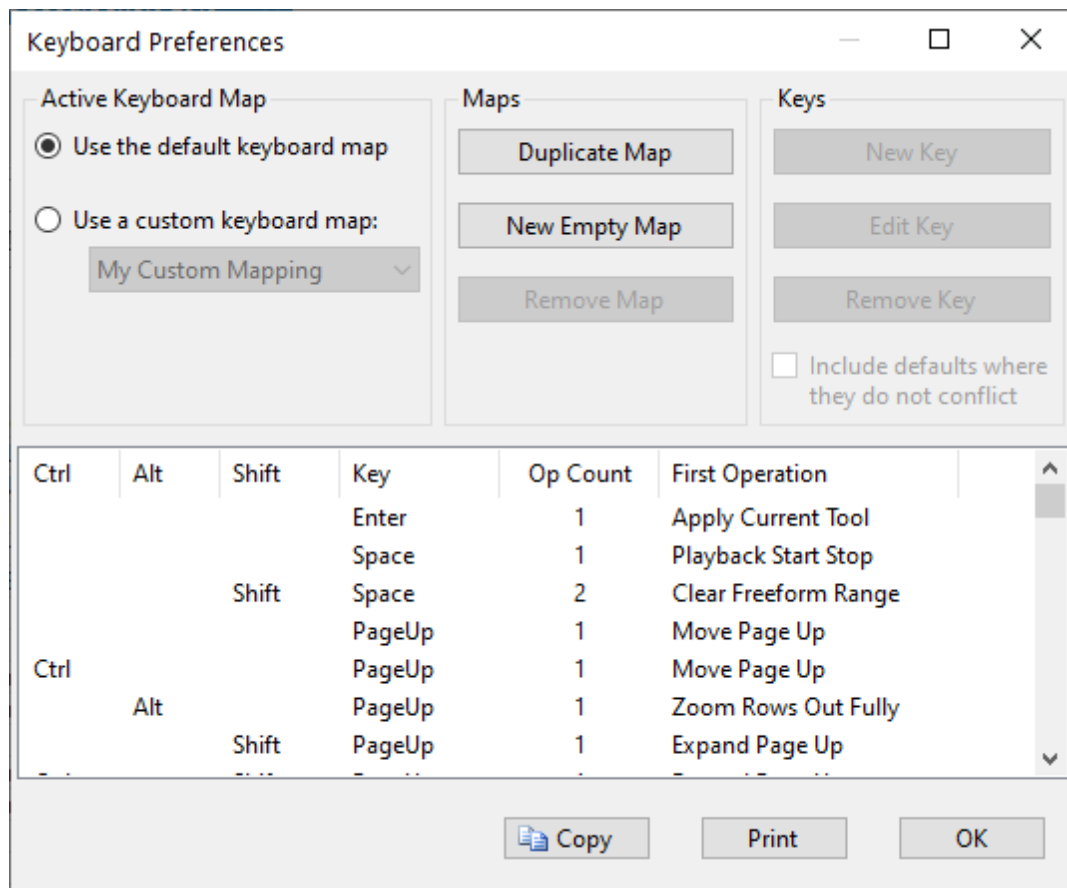 Keyboard Preferences
Active Keyboard Map
Use the default keyboard map
Use a custom keyboard map:
My Custom Mapping
Maps
Duplicate Map
New Empty Map
Remove Map
Keys
New Key
Edit Key
Remove Key
Include defaults where
they do not conflict
Ctrl Alt Shift Key Op Count First Operation
Enter 1 Apply Current Tool
Space 1 Playback Start Stop
Shift Space 2 Clear Freeform Range
PageUp 1 Move Page Up
Ctrl PageUp 1 Move Page Up
Alt PageUp 1 Zoom Rows Out Fully
Shift PageUp 1 Expand Page Up
Copy Print OK